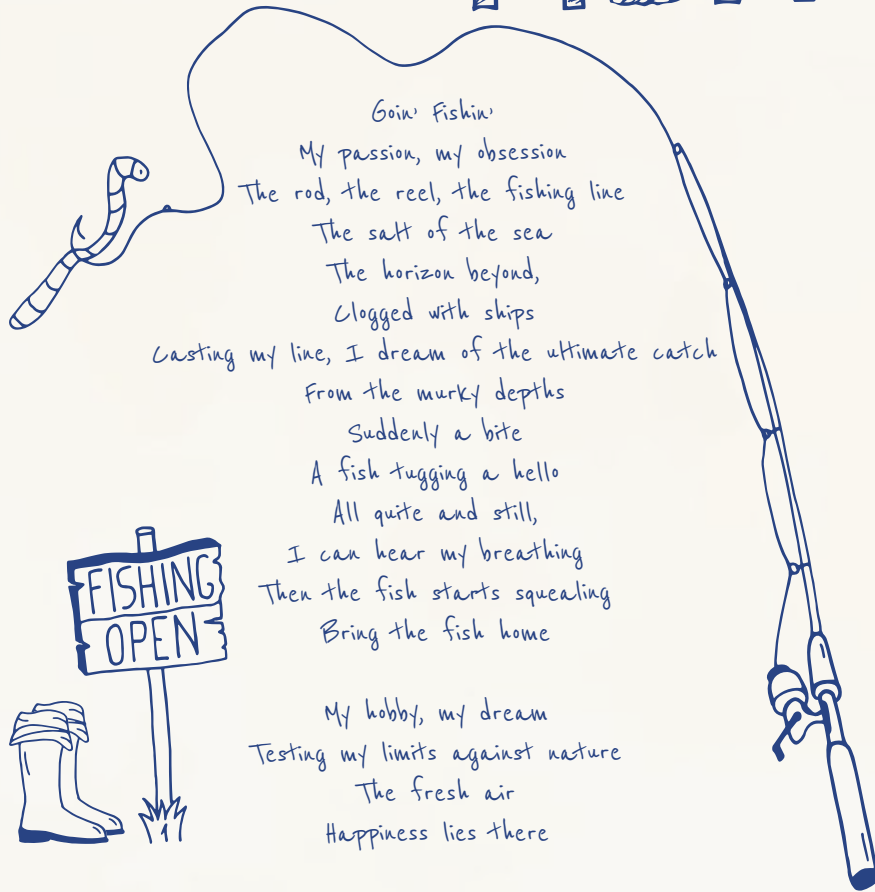 Goin' Fishin'
My passion, my obsession
The rod, the reel, the fishing line
The salt of the sea
The horizon beyond,
Clogged with ships
Casting my line, I dream of the ultimate catch
From the murky depths
Suddenly a bite
A fish tugging a hello
All quite and still,
I can hear my breathing
Then the fish starts squealing
Bring the fish home
My hobby, my dream
Testing my limits against nature
The fresh air
Happiness lies there
FISHING
OPEN